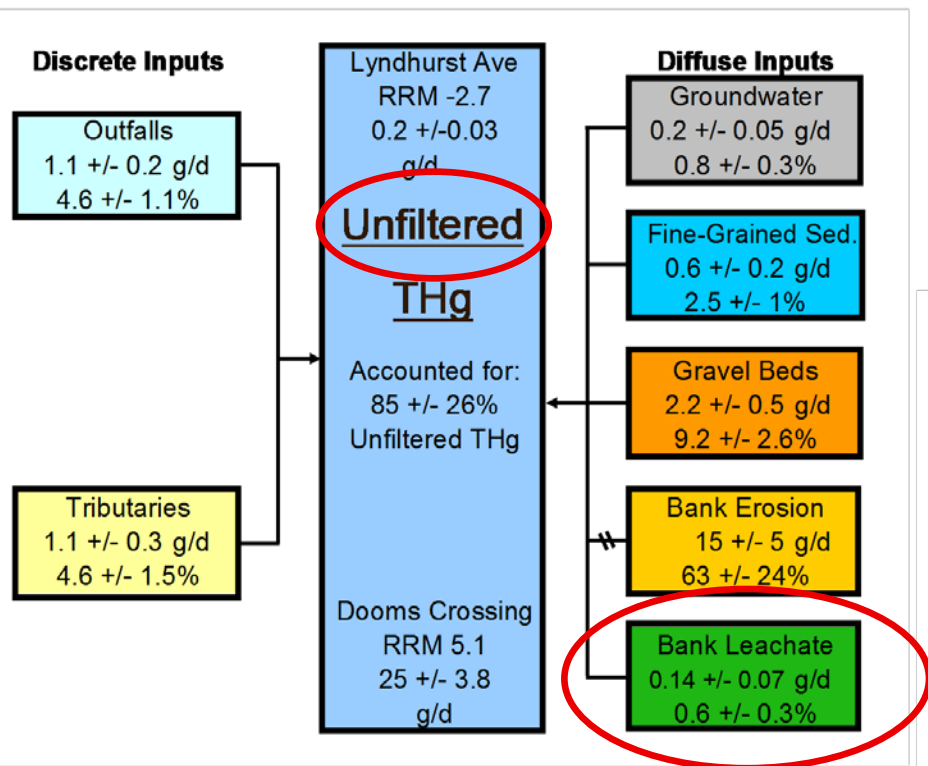 Discrete Inputs
Outfalls
1.1 +/- 0.2 g/d
4.6 +/- 1.1%
Tributaries
1.1 +/- 0.3 g/d
4.6 +/- 1.5%
Lyndhurst Ave
RRM -2.7
0.2 +/-0.03
g/d
Unfiltered
THg
Accounted for:
85 +/- 26%
Unfiltered THg
Dooms Crossing
RRM 5.1
25 +/- 3.8
g/d
Diffuse Inputs
Groundwater
0.2 +/- 0.05 g/d
0.8 +/- 0.3%
Fine-Grained Sed.
0.6 +/- 0.2 g/d
2.5 +/- 1%
Gravel Beds
2.2 +/- 0.5 g/d
9.2 +/- 2.6%
Bank Erosion
15 +/- 5 g/d
63 +/- 24%
Bank Leachate
0.14 +/- 0.07 g/d
0.6 +/- 0.3%